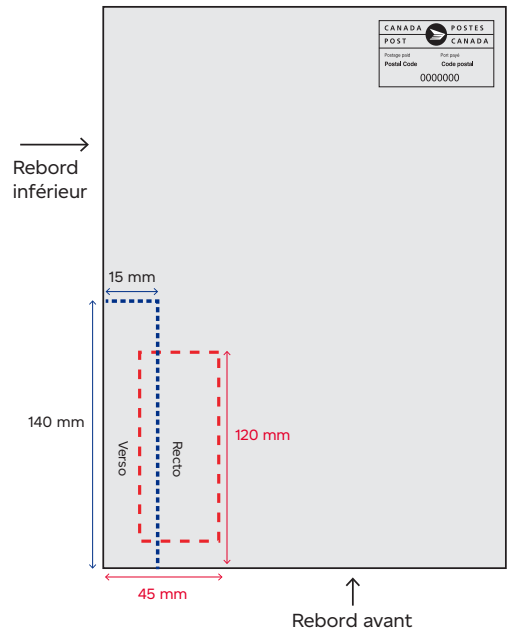 CANADA POSTES
POST CANADA
Postage paid Port payé
Postal Code Code postal
0000000
Rebord
inférieur
15 mm
140 mm
Verso
Recto
120 mm
45 mm
Rebord avant